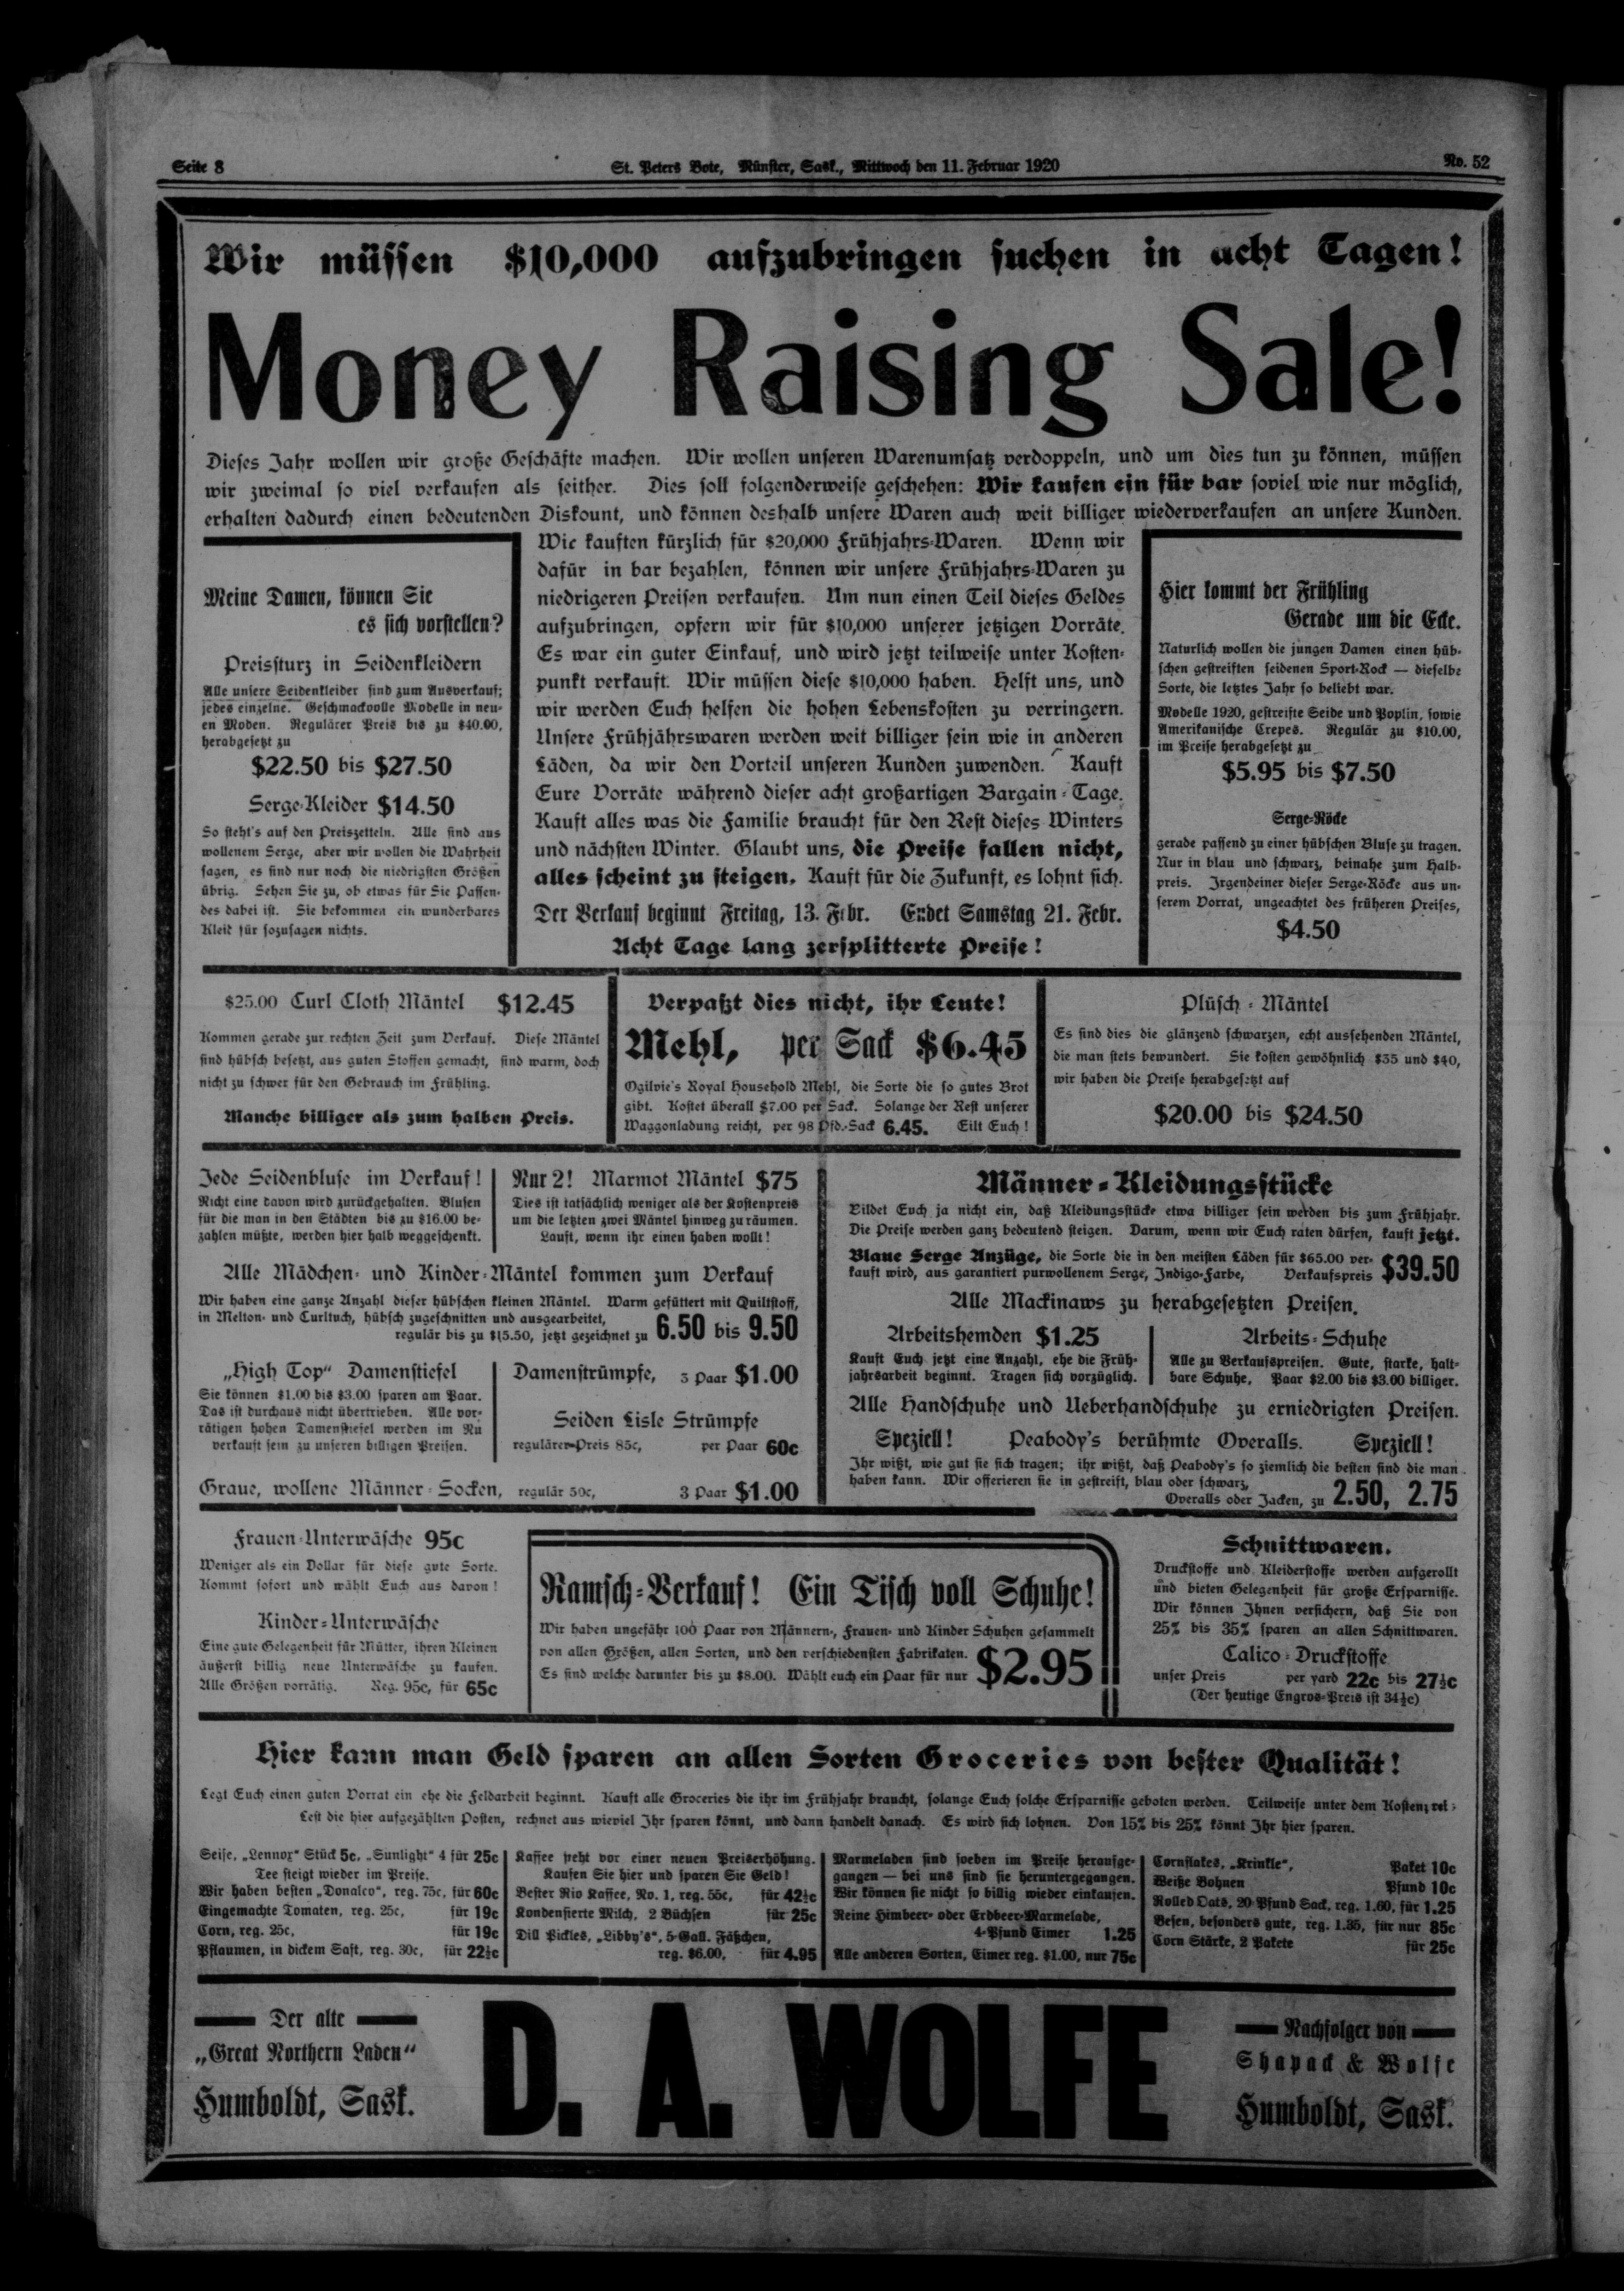 Seite 8
St. Peters Bote, Münster, Sask., Mittwoch den 11. Februar 1920
No. 52
Wir müssen $10,000 aufzubringen suchen in acht Tagen!
Money Raising Sale!
Dieses Jahr wollen wir große Geschäfte machen. Wir wollen unseren Warenumsatz verdoppeln, und um dies tun zu können, müssen
wir zweimal so viel verkaufen als seither. Dies soll folgenderweise geschehen: Wir kaufen ein für bar soviel wie nur möglich,
erhalten dadurch einen bedeutenden Diskount, und können deshalb unsere Waren auch weit billiger wiederverkaufen an unsere Kunden.
Meine Damen, können Sie
es sich vorstellen?
Preissturz in Seidenkleidern
Alle unsere Seidenkleider sind zum Ausverkauf;
jedes einzelne. Geschmackvolle Modelle in neu-
en Moden. Regulärer Preis bis zu $40.00,
herabgesetzt zu
$22.50 bis $27.50
Serge-Kleider $14.50
So steht's auf den Preiszetteln. Alle sind aus
wollenem Serge, aber wir wollen die Wahrheit
sagen, es sind nur noch die niedrigsten Größen
übrig. Sehen Sie zu, ob etwas für Sie Passen-
des dabei ist. Sie bekommen ein wunderbares
Kleid für sozusagen nichts.
Wir kauften kürzlich für $20,000 Frühjahrs-Waren. Wenn wir
dafür in bar bezahlen, können wir unsere Frühjahrs-Waren zu
niedrigeren Preisen verkaufen. Um nun einen Teil dieses Geldes
aufzubringen, opfern wir für $10,000 unserer jetzigen Vorräte.
Es war ein guter Einkauf, und wird jetzt teilweise unter Kosten-
punkt verkauft. Wir müssen diese $10,000 haben. Helft uns, und
wir werden Euch helfen die hohen Lebenskosten zu verringern.
Unsere Frühjährswaren werden weit billiger sein wie in anderen
Läden, da wir den Vorteil unseren Kunden zuwenden. Kauft
Eure Vorräte während dieser acht großartigen Bargain-Tage.
Kauft alles was die Familie braucht für den Rest dieses Winters
und nächsten Winter. Glaubt uns, die Preise fallen nicht,
alles scheint zu steigen. Kauft für die Zukunft, es lohnt sich.
Der Verkauf beginnt Freitag, 13. Febr. Endet Samstag 21. Febr.
Acht Tage lang zersplitterte Preise!
Hier kommt der Frühling
Gerade um die Ecke.
Naturlich wollen die jungen Damen einen hüb-
schen gestreiften seidenen Sport-Rock — dieselbe
Sorte, die letztes Jahr so beliebt war.
Modelle 1920, gestreifte Seide und Poplin, sowie
Amerikanische Crepes. Regulär zu $10.00,
im Preise herabgesetzt zu
$5.95 bis $7.50
Serge-Röcke
gerade passend zu einer hübschen Bluse zu tragen.
Nur in blau und schwarz, beinahe zum Halb-
preis. Irgendeiner dieser Serge-Röcke aus un-
serem Vorrat, ungeachtet des früheren Preises,
$4.50
$25.00 Curl Cloth Mäntel $12.45
Kommen gerade zur rechten Zeit zum Verkauf. Diese Mäntel
sind hübsch besetzt, aus guten Stoffen gemacht, sind warm, doch
nicht zu schwer für den Gebrauch im Frühling.
Manche billiger als zum halben Preis.
Verpaßt dies nicht, ihr Leute!
Mehl, per Sack $6.45
Ogilvie's Royal Household Mehl, die Sorte die so gutes Brot
gibt. Kostet überall $7.00 per Sack. Solange der Rest unserer
Waggonladung reicht, per 98 Pfd.-Sack 6.45. Eilt Euch!
Plüsch-Mäntel
Es sind dies die glänzend schwarzen, echt aussehenden Mäntel,
die man stets bewundert. Sie kosten gewöhnlich $35 und $40,
wir haben die Preise herabgesetzt auf
$20.00 bis $24.50
Jede Seidenbluse im Verkauf!
Nicht eine davon wird zurückgehalten. Blusen
für die man in den Städten bis zu $16.00 be-
zahlen müßte, werden hier halb weggeschenkt.
Nur 2! Marmot Mäntel $75
Dies ist tatsächlich weniger als der Kostenpreis
um die letzten zwei Mäntel hinweg zu räumen.
Lauft, wenn ihr einen haben wollt!
Alle Mädchen- und Kinder-Mäntel kommen zum Verkauf
Wir haben eine ganze Anzahl dieser hübschen kleinen Mäntel. Warm gefüttert mit Quiltstoff,
in Melton- und Curltuch, hübsch zugeschnitten und ausgearbeitet,
regulär bis zu $15.50, jetzt gezeichnet zu 6.50 bis 9.50
„High Top“ Damenstiefel
Sie können $1.00 bis $3.00 sparen am Paar.
Das ist durchaus nicht übertrieben. Alle vor-
rätigen hohen Damenstiefel werden im Nu
verkauft sein zu unseren billigen Preisen.
Damenstrümpfe, 3 Paar $1.00
Seiden Lisle Strümpfe
regulärer Preis 85c, per Paar 60c
Graue, wollene Männer-Socken, regulär 50c, 3 Paar $1.00
Männer-Kleidungsstücke
Bildet Euch ja nicht ein, daß Kleidungsstücke etwa billiger sein werden bis zum Frühjahr.
Die Preise werden ganz bedeutend steigen. Darum, wenn wir Euch raten dürfen, kauft jetzt.
Blaue Serge Anzüge, die Sorte die in den meisten Läden für $65.00 ver-
kauft wird, aus garantiert purwollenem Serge, Indigo-Farbe, Verkaufspreis $39.50
Alle Mackinaws zu herabgesetzten Preisen.
Arbeitshemden $1.25
Kauft Euch jetzt eine Anzahl, ehe die Früh-
jahrsarbeit beginnt. Tragen sich vorzüglich.
Arbeits-Schuhe
Alle zu Verkaufspreisen. Gute, starke, halt-
bare Schuhe, Paar $2.00 bis $3.00 billiger.
Alle Handschuhe und Ueberhandschuhe zu erniedrigten Preisen.
Speziell! Peabody's berühmte Overalls. Speziell!
Ihr wißt, wie gut sie sich tragen; ihr wißt, daß Peabody's so ziemlich die besten sind die man
haben kann. Wir offerieren sie in gestreift, blau oder schwarz,
Overalls oder Jacken, zu 2.50, 2.75
Frauen-Unterwäsche 95c
Weniger als ein Dollar für diese gute Sorte.
Kommt sofort und wählt Euch aus davon!
Kinder-Unterwäsche
Eine gute Gelegenheit für Mütter, ihren Kleinen
äußerst billig neue Unterwäsche zu kaufen.
Alle Größen vorrätig. Reg. 95c, für 65c
Ramsch-Verkauf! Ein Tisch voll Schuhe!
Wir haben ungefähr 100 Paar von Männern-, Frauen- und Kinder Schuhen gesammelt
von allen Größen, allen Sorten, und den verschiedensten Fabrikaten.
Es sind welche darunter bis zu $8.00. Wählt euch ein Paar für nur $2.95
Schnittwaren.
Druckstoffe und Kleiderstoffe werden aufgerollt
und bieten Gelegenheit für große Ersparnisse.
Wir können Ihnen versichern, daß Sie von
25% bis 35% sparen an allen Schnittwaren.
Calico-Druckstoffe
unser Preis per yard 22c bis 27½c
(Der heutige Engros-Preis ist 34½c)
Hier kann man Geld sparen an allen Sorten Groceries von bester Qualität!
Legt Euch einen guten Vorrat ein ehe die Feldarbeit beginnt. Kauft alle Groceries die ihr im Frühjahr braucht, solange Euch solche Ersparnisse geboten werden. Teilweise unter dem
Lest die hier aufgezählten Posten, rechnet aus wieviel Ihr sparen könnt, und dann handelt danach. Es wird sich lohnen. Von 15% bis 25% könnt Ihr hier sparen.
Seife, „Lennox“ Stück 5c, „Sunlight“ 4 für 25c
Tee steigt wieder im Preise.
Wir haben besten „Donalco“, reg. 75c, für 60c
Eingemachte Tomaten, reg. 25c, für 19c
Corn, reg. 25c, für 19c
Pflaumen, in dickem Saft, reg. 30c, für 22½c
Kaffee steht vor einer neuen Preiserhöhung.
Kaufen Sie hier und sparen Sie Geld!
Bester Rio Kaffee, No. 1, reg. 55c, für 42½c
Kondensierte Milch, 2 Büchsen für 25c
Dill Pickles, „Libby's“, 5-Gall. Fäßchen,
reg. $6.00, für 4.95
Marmeladen sind soeben im Preise heraufge-
gangen — bei uns sind sie heruntergegangen.
Wir können sie nicht so billig wieder einkaufen.
Reine Himbeer- oder Erdbeer-Marmelade,
4-Pfund Eimer 1.25
Alle anderen Sorten, Eimer reg. $1.00, nur 75c
Cornflakes, „Krinkle“, Paket 10c
Weiße Bohnen Pfund 10c
Rolled Oats, 20-Pfund Sack, reg. 1.60, für 1.25
Besen, besonders gute, reg. 1.35, für nur 85c
Corn Stärke, 2 Pakete für 25c
Der alte
„Great Northern Laden“
Humboldt, Sask.
D. A. WOLFE
Nachfolger von
Shapack & Wolfe
Humboldt, Sask.